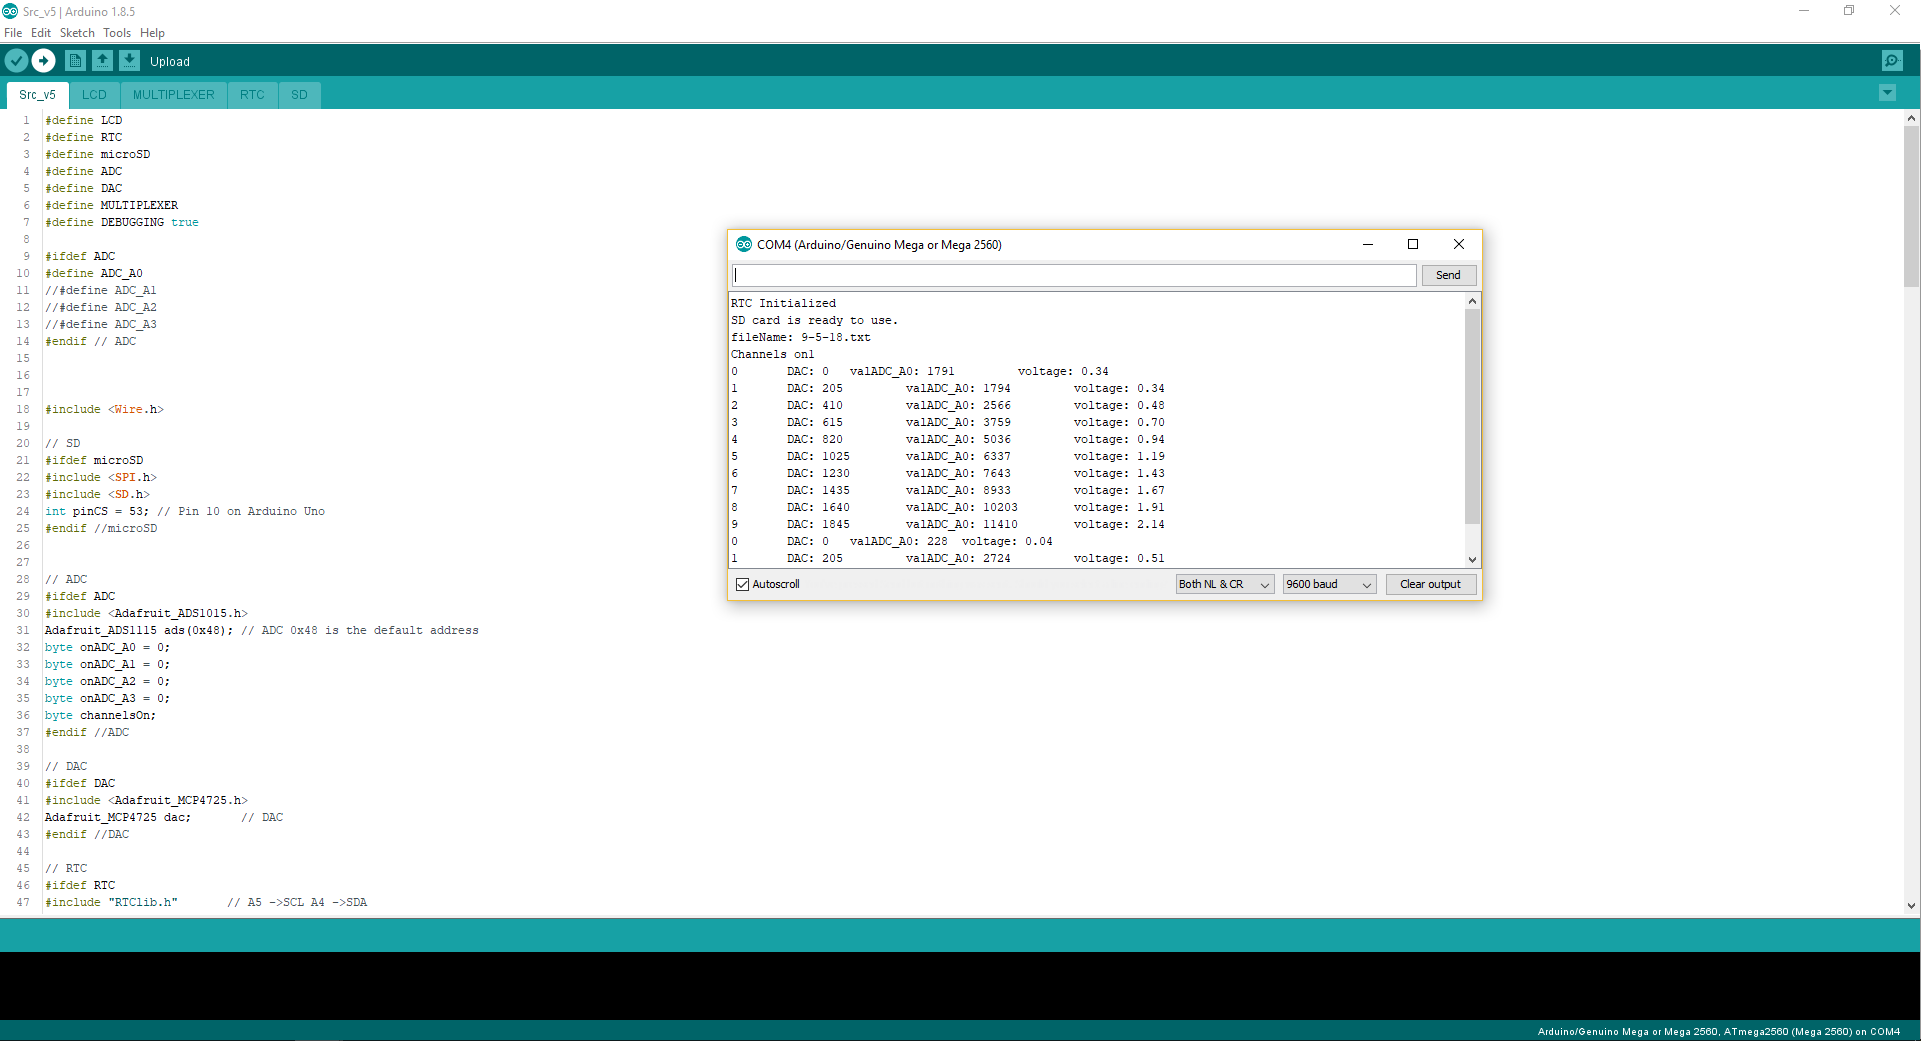 Src_v5 | Arduino 1.8.5
File Edit Sketch Tools Help
Upload
Src_v5 LCD MULTIPLEXER RTC SD
1 #define LCD
2 #define RTC
3 #define microSD
4 #define ADC
5 #define DAC
6 #define MULTIPLEXER
7 #define DEBUGGING true
8
9 #ifdef ADC
10 #define ADC_A0
11 //#define ADC_A1
12 //#define ADC_A2
13 //#define ADC_A3
14 #endif // ADC
15
16
17
18 #include <Wire.h>
19
20 // SD
21 #ifdef microSD
22 #include <SPI.h>
23 #include <SD.h>
24 int pinCS = 53; // Pin 10 on Arduino Uno
25 #endif //microSD
26
27
28 // ADC
29 #ifdef ADC
30 #include <Adafruit_ADS1015.h>
31 Adafruit_ADS1115 ads(0x48); // ADC 0x48 is the default address
32 byte onADC_A0 = 0;
33 byte onADC_A1 = 0;
34 byte onADC_A2 = 0;
35 byte onADC_A3 = 0;
36 byte channelsOn;
37 #endif //ADC
38
39 // DAC
40 #ifdef DAC
41 #include <Adafruit_MCP4725.h>
42 Adafruit_MCP4725 dac; // DAC
43 #endif //DAC
44
45 // RTC
46 #ifdef RTC
47 #include "RTClib.h" // A5 ->SCL A4 ->SDA
COM4 (Arduino/Genuino Mega or Mega 2560)
Send
RTC Initialized
SD card is ready to use.
fileName: 9-5-18.txt
Channels on1
0 DAC: 0 valADC_A0: 1791 voltage: 0.34
1 DAC: 205 valADC_A0: 1794 voltage: 0.34
2 DAC: 410 valADC_A0: 2566 voltage: 0.48
3 DAC: 615 valADC_A0: 3759 voltage: 0.70
4 DAC: 820 valADC_A0: 5036 voltage: 0.94
5 DAC: 1025 valADC_A0: 6337 voltage: 1.19
6 DAC: 1230 valADC_A0: 7643 voltage: 1.43
7 DAC: 1435 valADC_A0: 8933 voltage: 1.67
8 DAC: 1640 valADC_A0: 10203 voltage: 1.91
9 DAC: 1845 valADC_A0: 11410 voltage: 2.14
0 DAC: 0 valADC_A0: 228 voltage: 0.04
1 DAC: 205 valADC_A0: 2724 voltage: 0.51
Autoscroll Both NL & CR 9600 baud Clear output
Arduino/Genuino Mega or Mega 2560, ATmega2560 (Mega 2560) on COM4